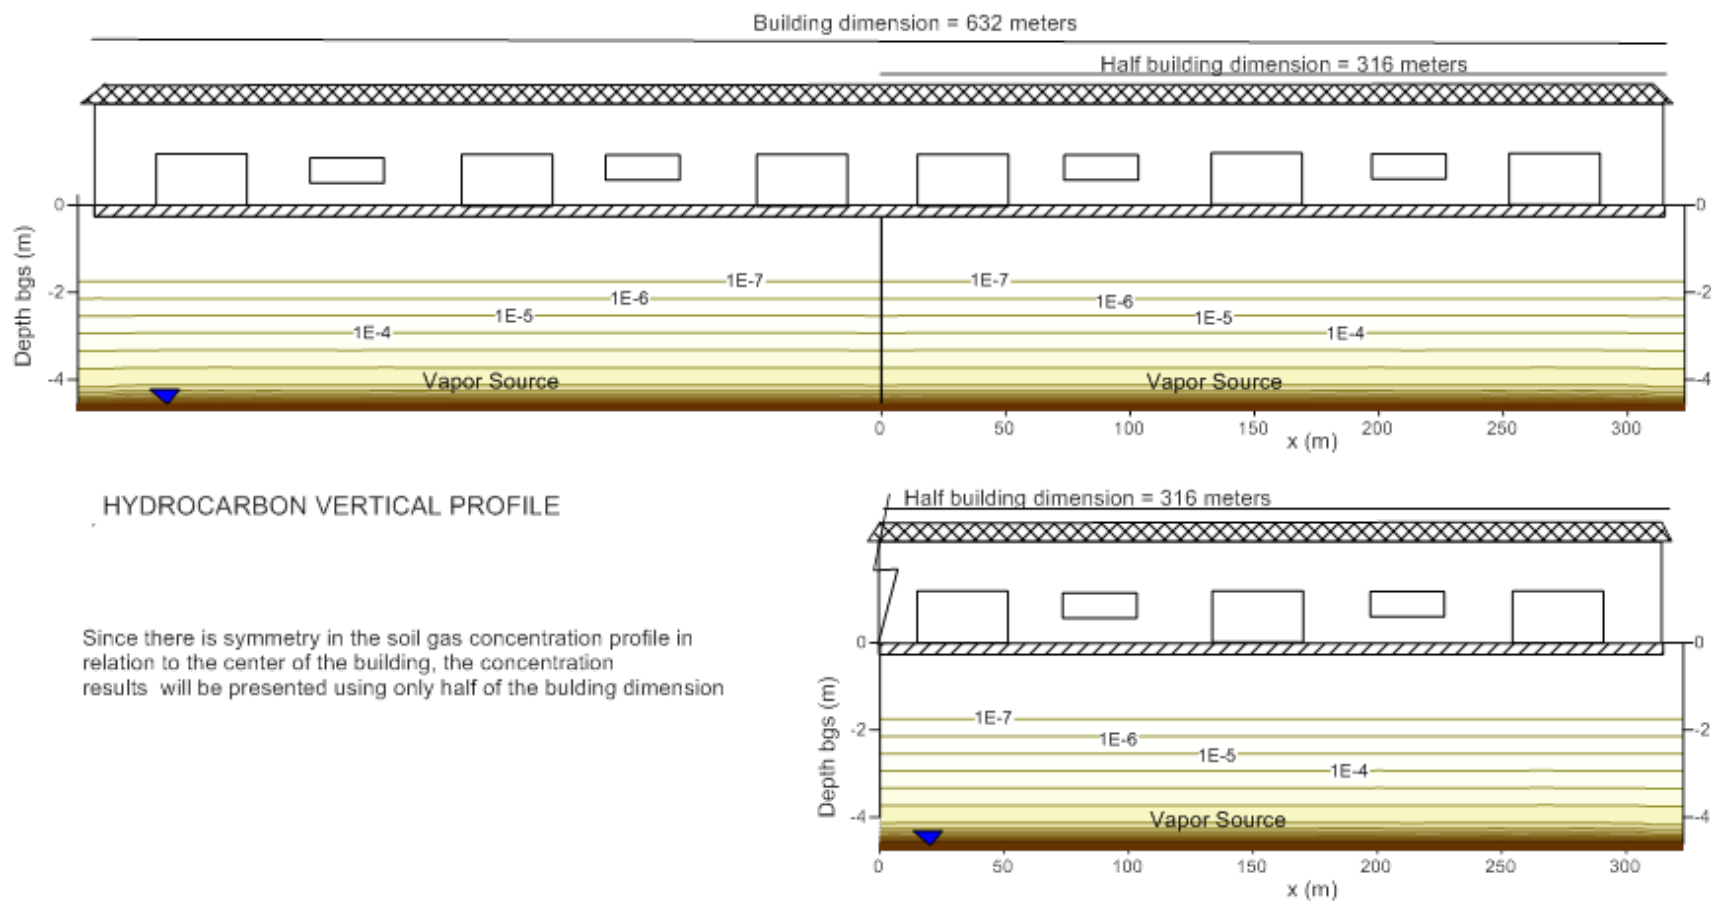 Building dimension = 632 meters
Half building dimension = 316 meters
0
0
Depth bgs (m)
1E-7
1E-7
-2
1E-6
1E-6
-2
1E-5
1E-5
1E-4
1E-4
-4
Vapor Source
Vapor Source
-4
0 50 100 150 200 250 300
x (m)
HYDROCARBON VERTICAL PROFILE
Half building dimension = 316 meters
Since there is symmetry in the soil gas concentration profile in
relation to the center of the building, the concentration
results will be presented using only half of the bulding dimension
0
0
Depth bgs (m)
1E-7
-2
1E-6
-2
1E-5
1E-4
-4
Vapor Source
-4
0 50 100 150 200 250 300
x (m)